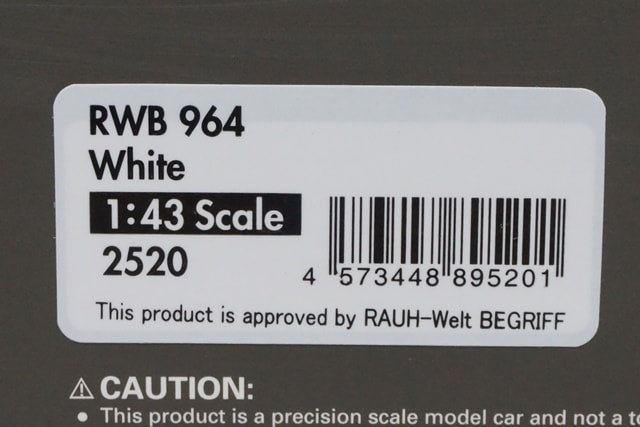 RWB 964
White
1:43 Scale
2520
4 573448 895201
This product is approved by RAUH-Welt BEGRIFF
⚠ CAUTION:
• This product is a precision scale model car and not a